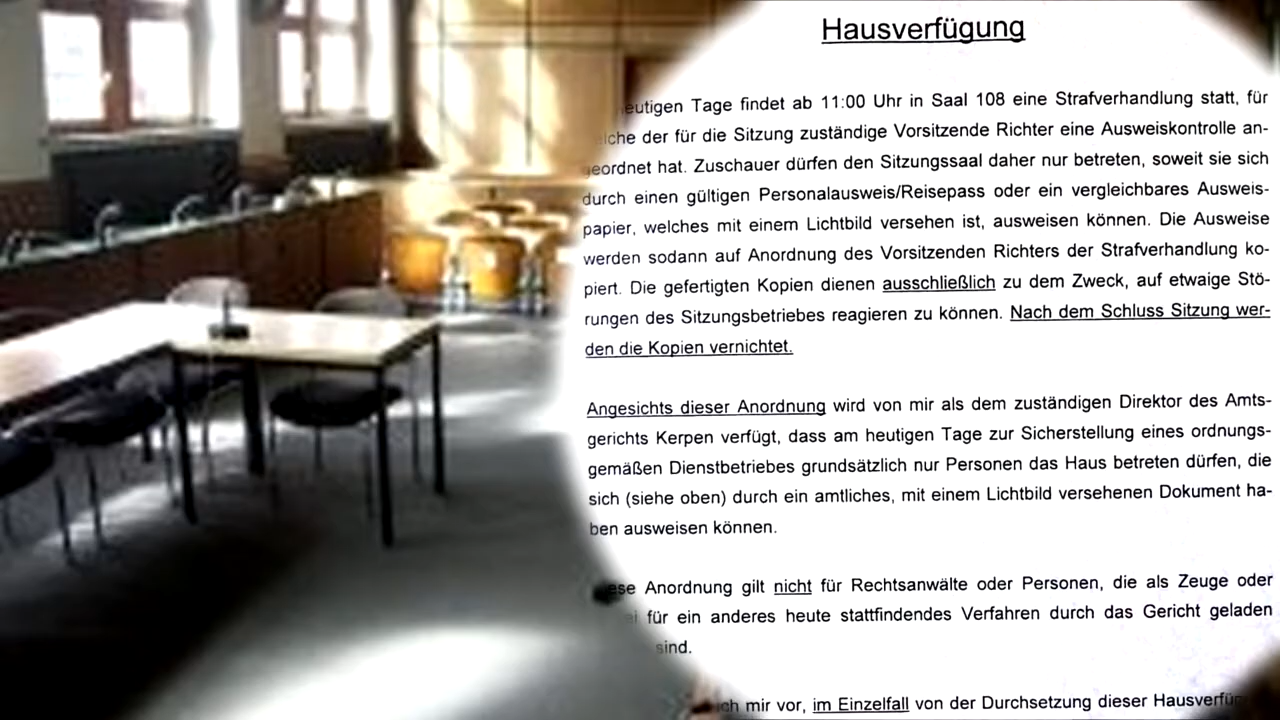 Hausverfügung
eutigen Tage findet ab 11:00 Uhr in Saal 108 eine Strafverhandlung statt, für
che der für die Sitzung zuständige Vorsitzende Richter eine Ausweiskontrolle an-
geordnet hat. Zuschauer dürfen den Sitzungssaal daher nur betreten, soweit sie sich
durch einen gültigen Personalausweis/Reisepass oder ein vergleichbares Ausweis-
papier, welches mit einem Lichtbild versehen ist, ausweisen können. Die Ausweise
werden sodann auf Anordnung des Vorsitzenden Richters der Strafverhandlung ko-
piert. Die gefertigten Kopien dienen ausschließlich zu dem Zweck, auf etwaige Stö-
rungen des Sitzungsbetriebes reagieren zu können. Nach dem Schluss Sitzung wer-
den die Kopien vernichtet.
Angesichts dieser Anordnung wird von mir als dem zuständigen Direktor des Amts-
gerichts Kerpen verfügt, dass am heutigen Tage zur Sicherstellung eines ordnungs-
gemäßen Dienstbetriebes grundsätzlich nur Personen das Haus betreten dürfen, die
sich (siehe oben) durch ein amtliches, mit einem Lichtbild versehenen Dokument ha-
ben ausweisen können.
ese Anordnung gilt nicht für Rechtsanwälte oder Personen, die als Zeuge oder
ei für ein anderes heute stattfindendes Verfahren durch das Gericht geladen
sind.
ch mir vor, im Einzelfall von der Durchsetzung dieser Hausverfü